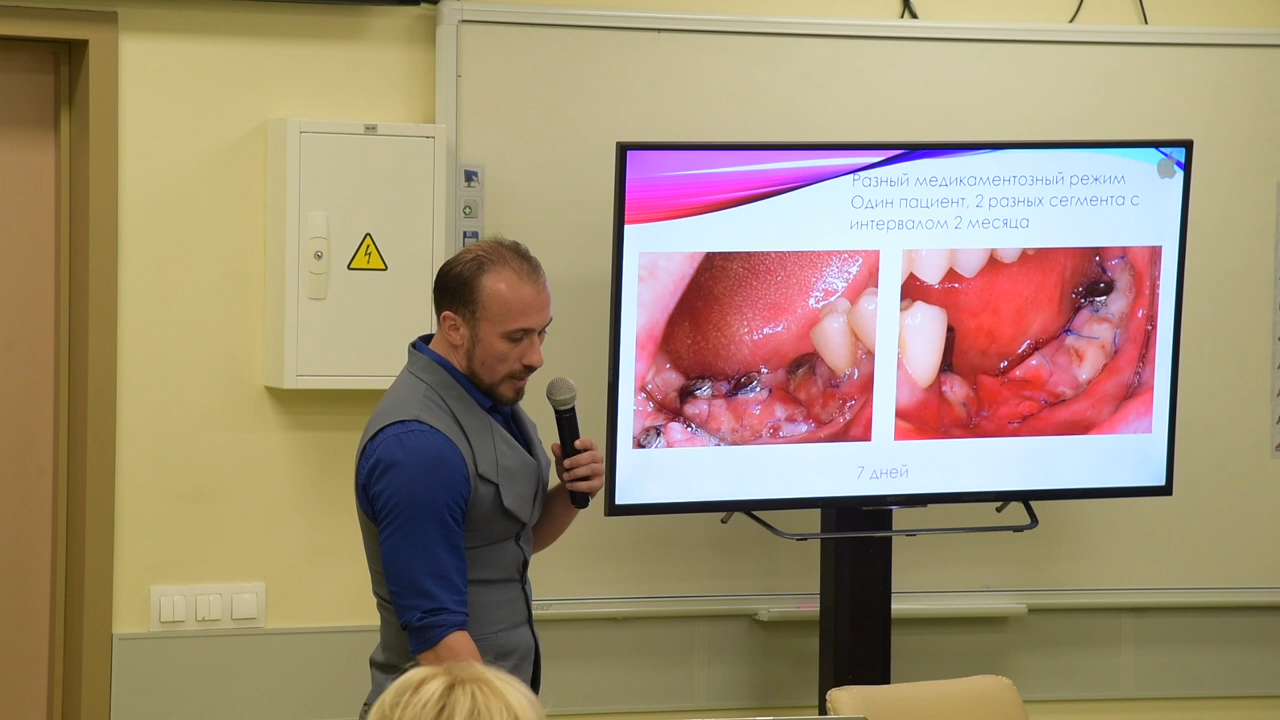 Разный медикаментозный режим
Один пациент, 2 разных сегмента с
интервалом 2 месяца
7 дней